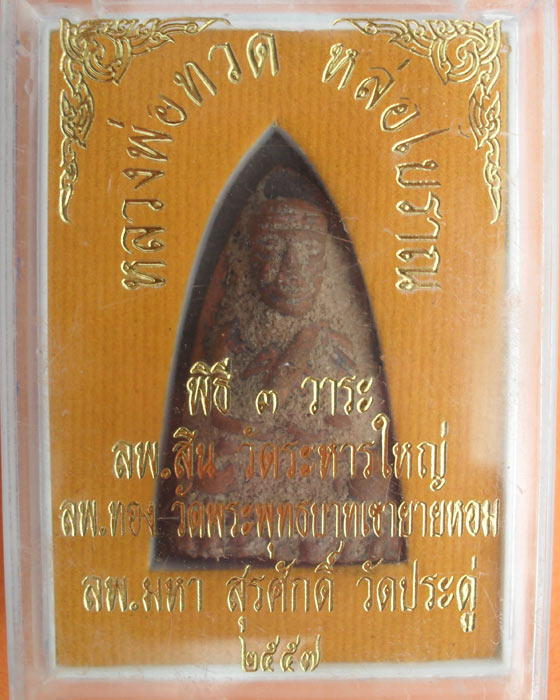 หลวงพ่อทวด หล่อโบราณ
พิธี ๓ วาระ
ลพ.สิน วัดระหารใหญ่
ลพ.ทอง วัดพระพุทธบาทเขายายหอม
ลพ.มหา สุรศักดิ์ วัดประดู่
๒๕๕๗